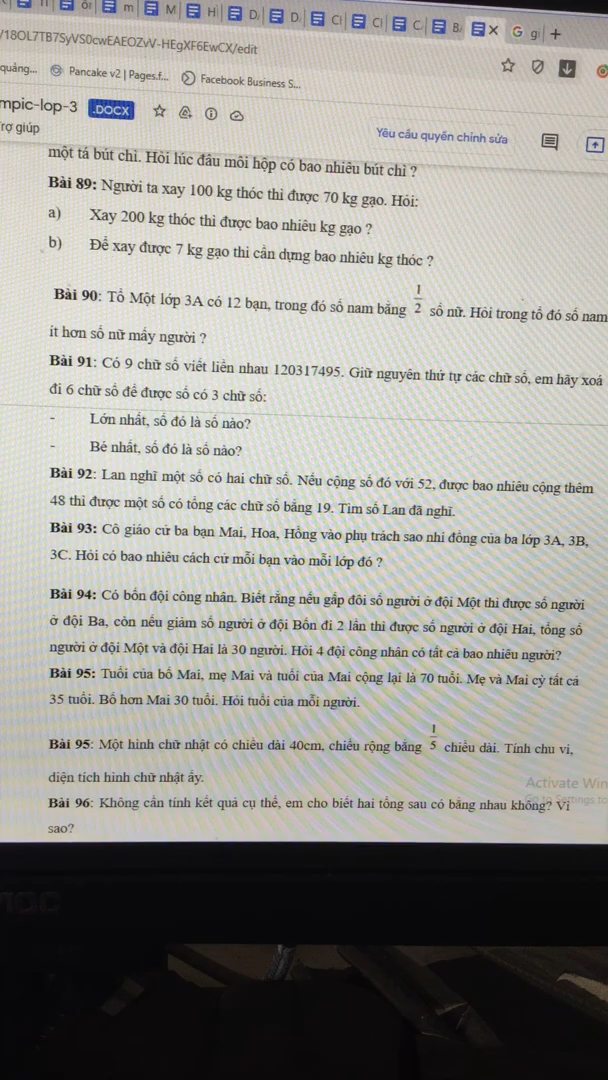 /18OL7TB7SyVS0cwEAEOZvV-HEgXF6EwCX/edit
quảng...
Pancake v2 | Pages.f...
Facebook Business S...
mpic-lop-3 .DOCX
rợ giúp
Yêu cầu quyền chỉnh sửa
một tá bút chì. Hỏi lúc đầu mỗi hộp có bao nhiêu bút chì ?
Bài 89: Người ta xay 100 kg thóc thì được 70 kg gạo. Hỏi:
a) Xay 200 kg thóc thì được bao nhiêu kg gạo ?
b) Để xay được 7 kg gạo thì cần dựng bao nhiêu kg thóc ?
Bài 90: Tổ Một lớp 3A có 12 bạn, trong đó số nam bằng 1/2 số nữ. Hỏi trong tổ đó số nam
ít hơn số nữ mấy người ?
Bài 91: Có 9 chữ số viết liền nhau 120317495. Giữ nguyên thứ tự các chữ số, em hãy xoá
đi 6 chữ số để được số có 3 chữ số:
- Lớn nhất, số đó là số nào?
- Bé nhất, số đó là số nào?
Bài 92: Lan nghĩ một số có hai chữ số. Nếu cộng số đó với 52, được bao nhiêu cộng thêm
48 thì được một số có tổng các chữ số bằng 19. Tìm số Lan đã nghĩ.
Bài 93: Cô giáo cử ba bạn Mai, Hoa, Hồng vào phụ trách sao nhi đồng của ba lớp 3A, 3B,
3C. Hỏi có bao nhiêu cách cử mỗi bạn vào mỗi lớp đó ?
Bài 94: Có bốn đội công nhân. Biết rằng nếu gấp đôi số người ở đội Một thì được số người
ở đội Ba, còn nếu giảm số người ở đội Bốn đi 2 lần thì được số người ở đội Hai, tổng số
người ở đội Một và đội Hai là 30 người. Hỏi 4 đội công nhân có tất cả bao nhiêu người?
Bài 95: Tuổi của bố Mai, mẹ Mai và tuổi của Mai cộng lại là 70 tuổi. Mẹ và Mai cỳ tất cả
35 tuổi. Bố hơn Mai 30 tuổi. Hỏi tuổi của mỗi người.
Bài 95: Một hình chữ nhật có chiều dài 40cm, chiều rộng bằng 1/5 chiều dài. Tính chu vi,
diện tích hình chữ nhật ấy.
Activate Win
Bài 96: Không cần tính kết quả cụ thể, em cho biết hai tổng sau có bằng nhau không? Vì
sao?
AOC